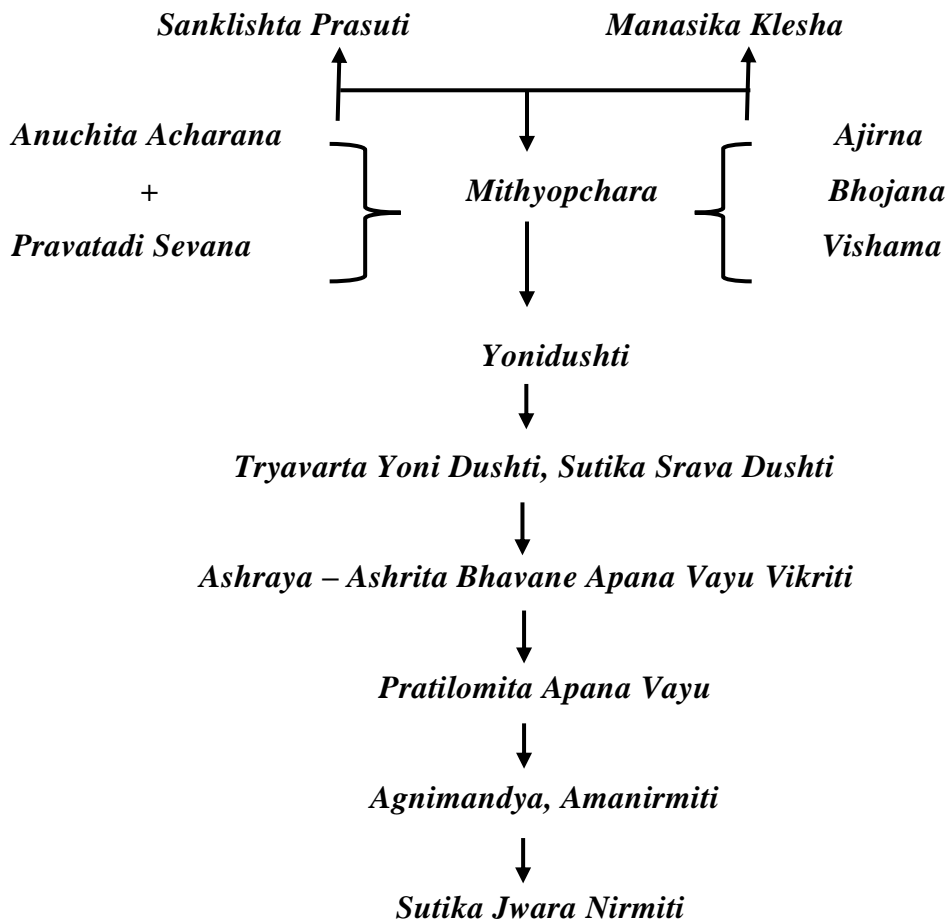 Sanklishta Prasuti
Manasika Klesha
Anuchita Acharana
+
Pravatadi Sevana
Mithyopchara
Ajirna
Bhojana
Vishama
Yonidushti
Tryavarta Yoni Dushti, Sutika Srava Dushti
Ashraya – Ashrita Bhavane Apana Vayu Vikriti
Pratilomita Apana Vayu
Agnimandya, Amanirmiti
Sutika Jwara Nirmiti